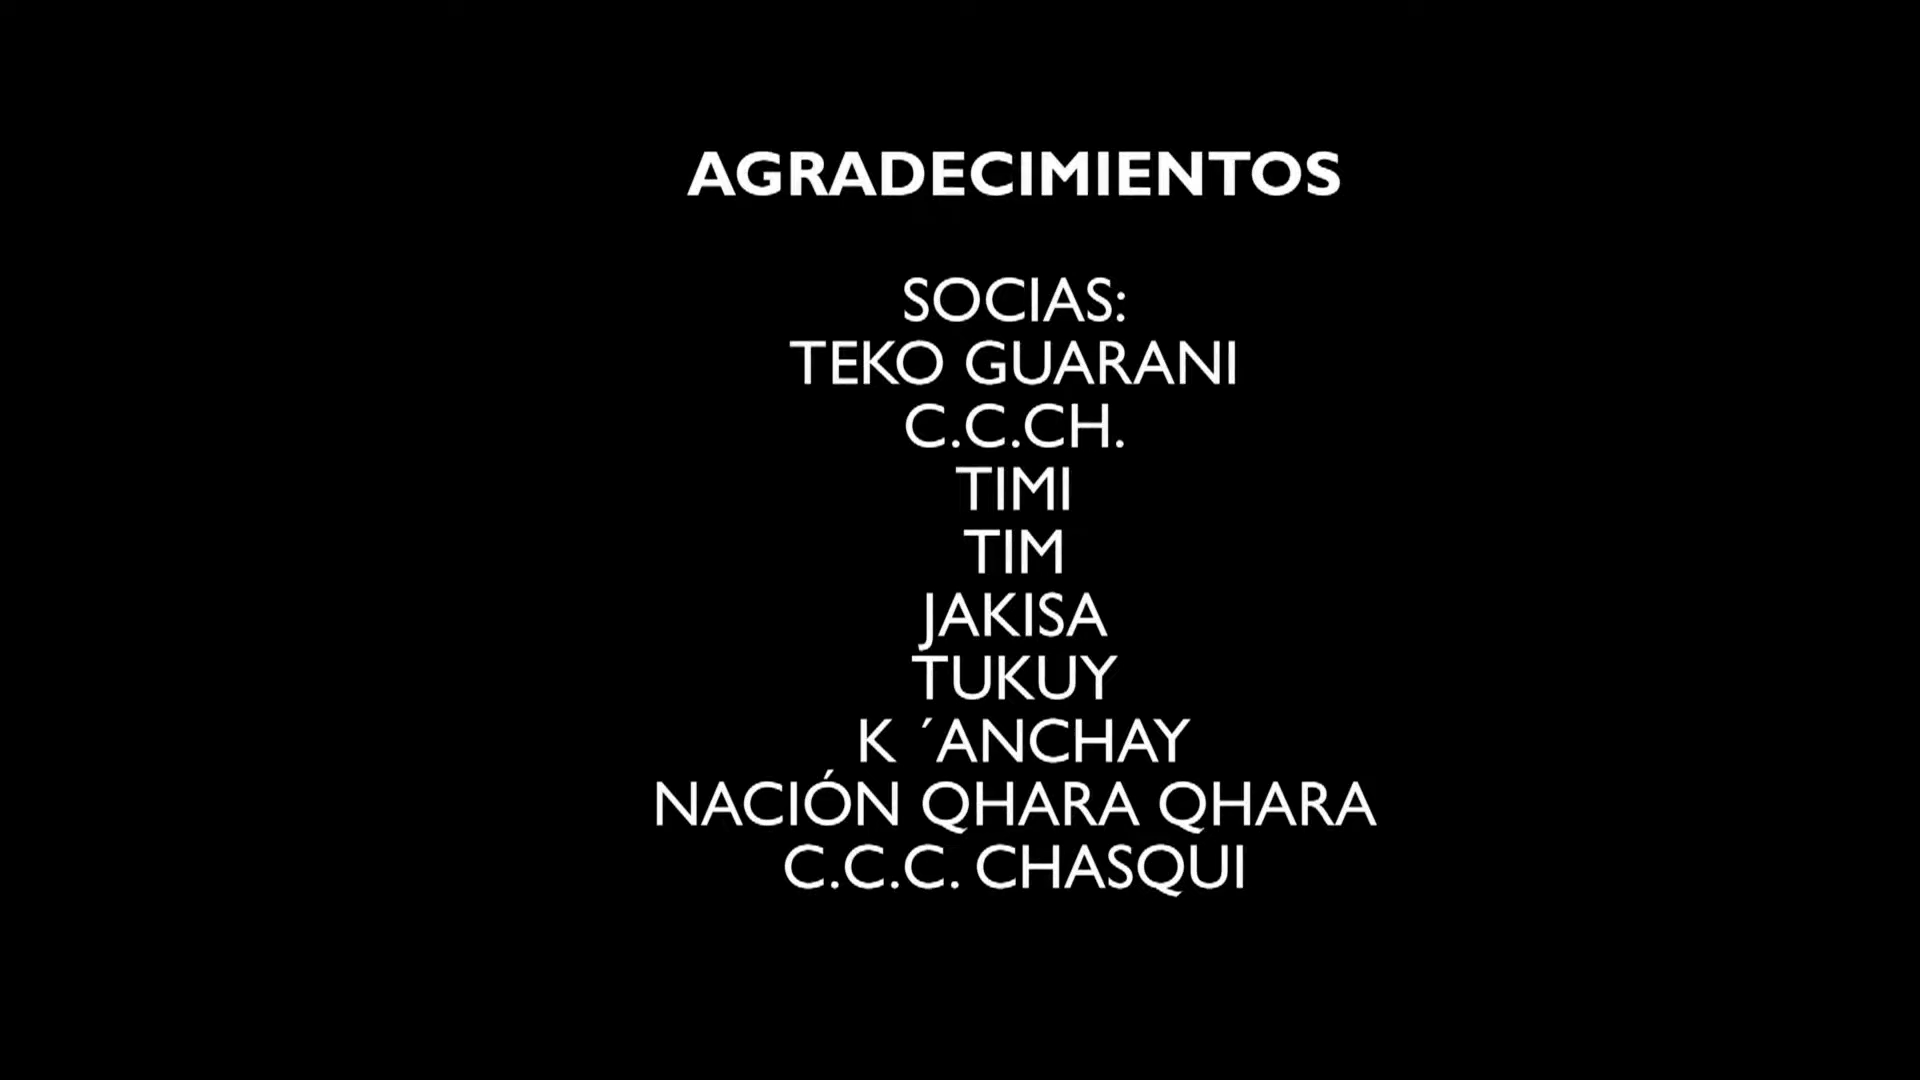 AGRADECIMIENTOS
SOCIAS:
TEKO GUARANI
C.C.CH.
TIMI
TIM
JAKISA
TUKUY
K ´ANCHAY
NACIÓN QHARA QHARA
C.C.C. CHASQUI